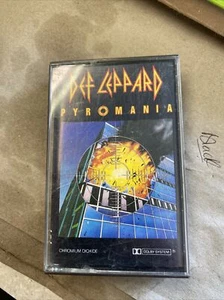 DEF LEPPARD
PYROMANIA
CHROMIUM DIOXIDE
DOLBY SYSTEM